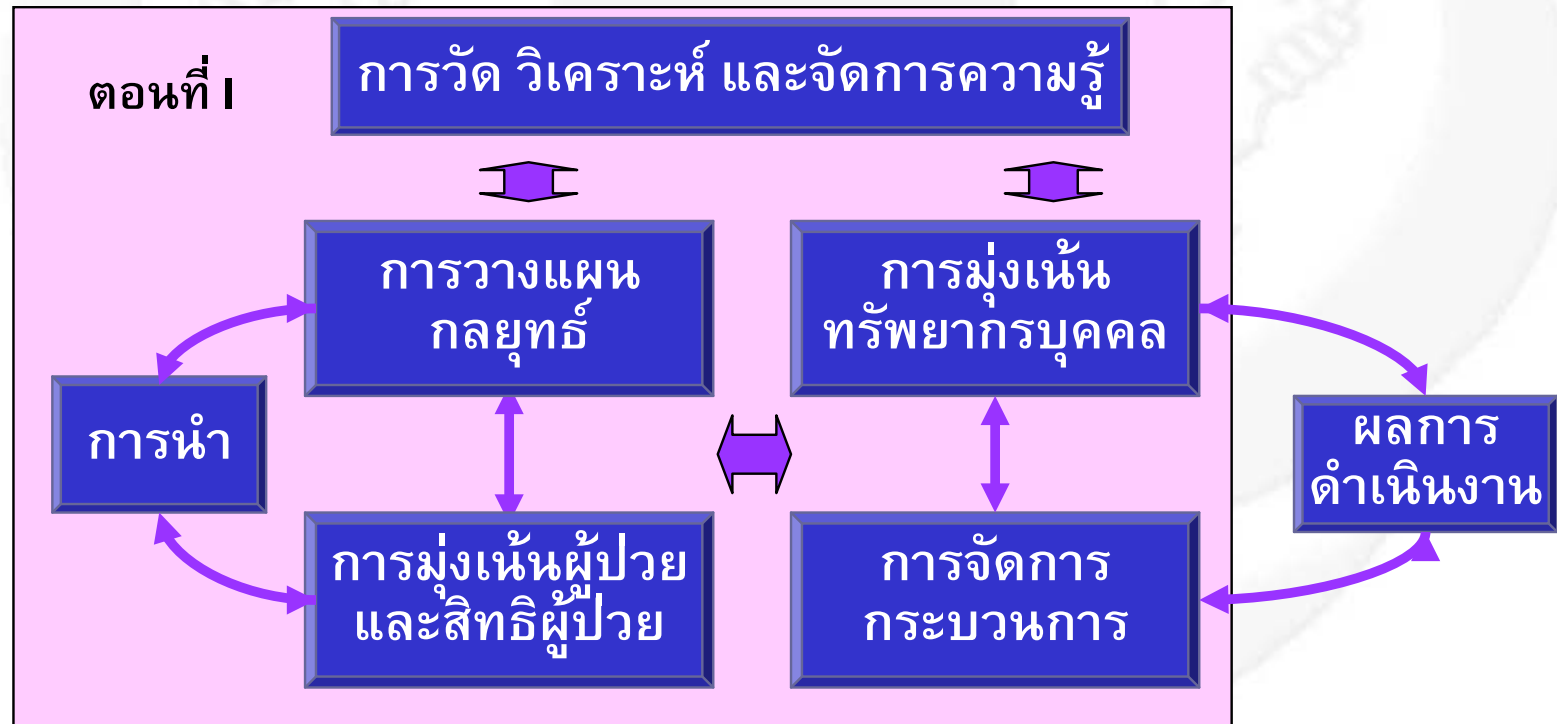 ตอนที่ I
การวัด วิเคราะห์ และจัดการความรู้
การวางแผน
กลยุทธ์
การมุ่งเน้น
ทรัพยากรบุคคล
การนำ
ผลการ
ดำเนินงาน
การมุ่งเน้นผู้ป่วย
และสิทธิผู้ป่วย
การจัดการ
กระบวนการ